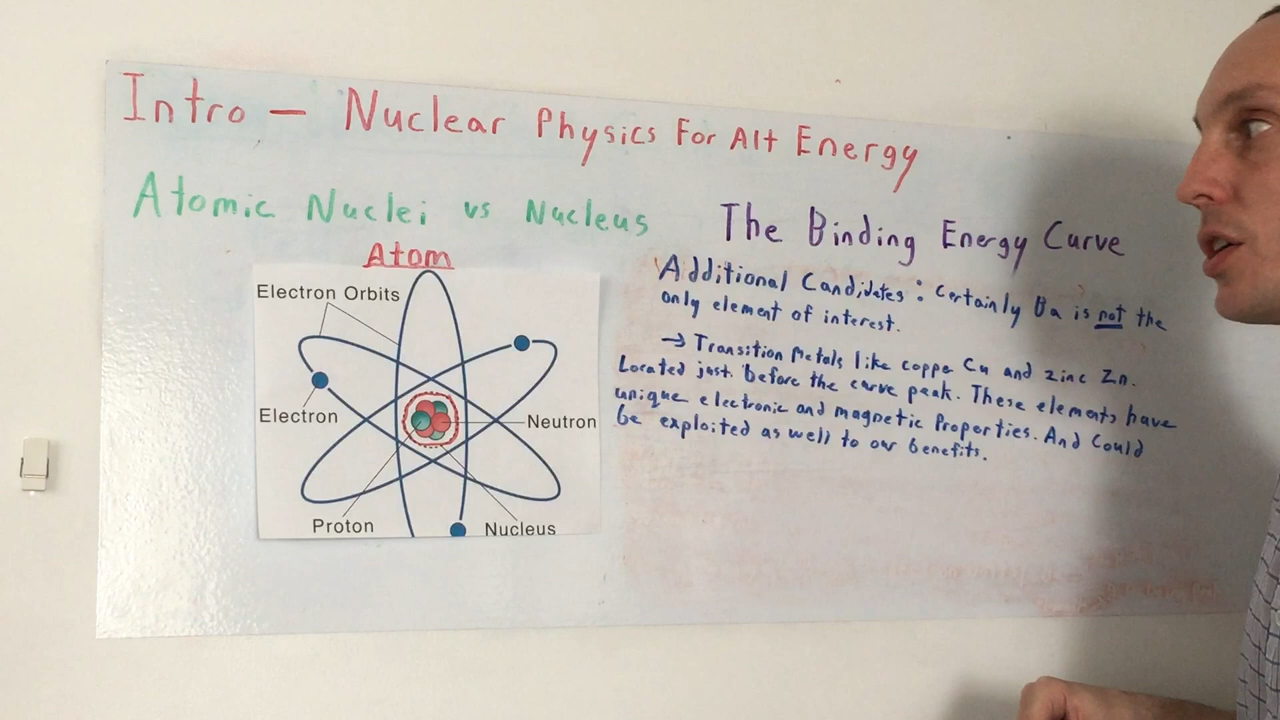 Intro — Nuclear Physics For Alt Energy
Atomic Nuclei vs Nucleus
The Binding Energy Curve
Atom
Electron Orbits
Electron
Neutron
Proton
Nucleus
Additional Candidates: Certainly Ba is not the
only element of interest.
→ Transition Metals like copper Cu and zinc Zn.
Located just before the curve peak. These elements have
unique electronic and magnetic Properties. And Could
be exploited as well to our benefits.